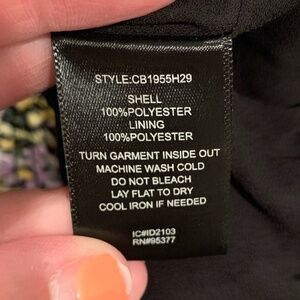 STYLE:CB1955H29
SHELL
100%POLYESTER
LINING
100%POLYESTER
TURN GARMENT INSIDE OUT
MACHINE WASH COLD
DO NOT BLEACH
LAY FLAT TO DRY
COOL IRON IF NEEDED
IC#ID2103
RN#95377